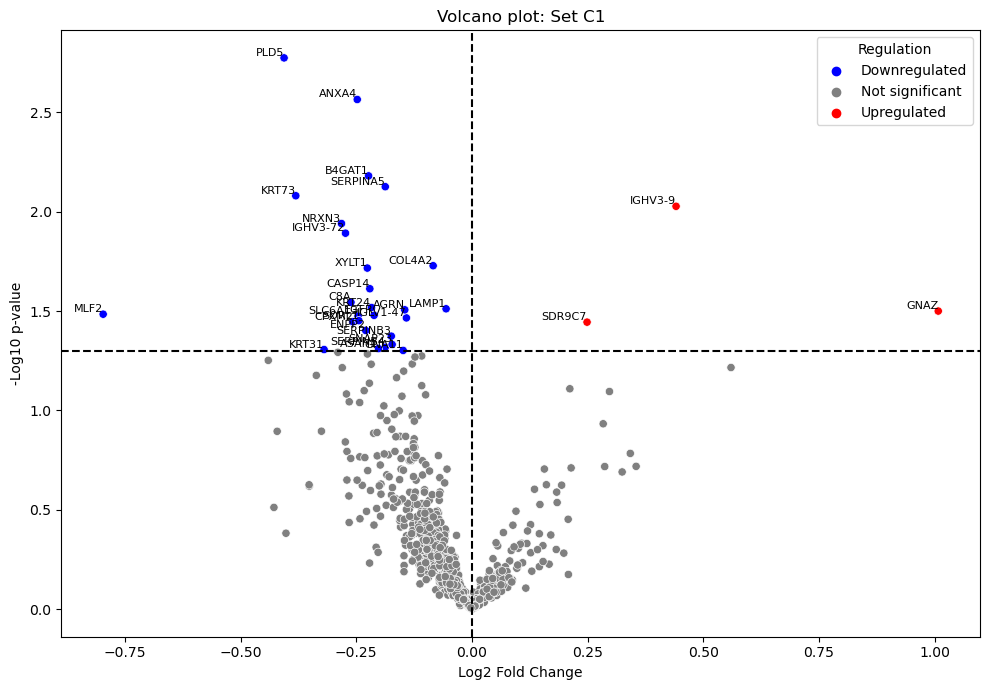 Volcano plot: Set C1
Regulation
Downregulated
Not significant
Upregulated
PLD5
ANXA4
B4GAT1
SERPINA5
KRT73
IGHV3-9
NRXN3
IGHV3-72
COL4A2
XYLT1
CASP14
C8A
KRT24
AGRN
LAMP1
MLF2
GNAZ
SDR9C7
SERPINB3
KRT31
-Log10 p-value
2.5
2.0
1.5
1.0
0.5
0.0
−0.75
−0.50
−0.25
0.00
0.25
0.50
0.75
1.00
Log2 Fold Change